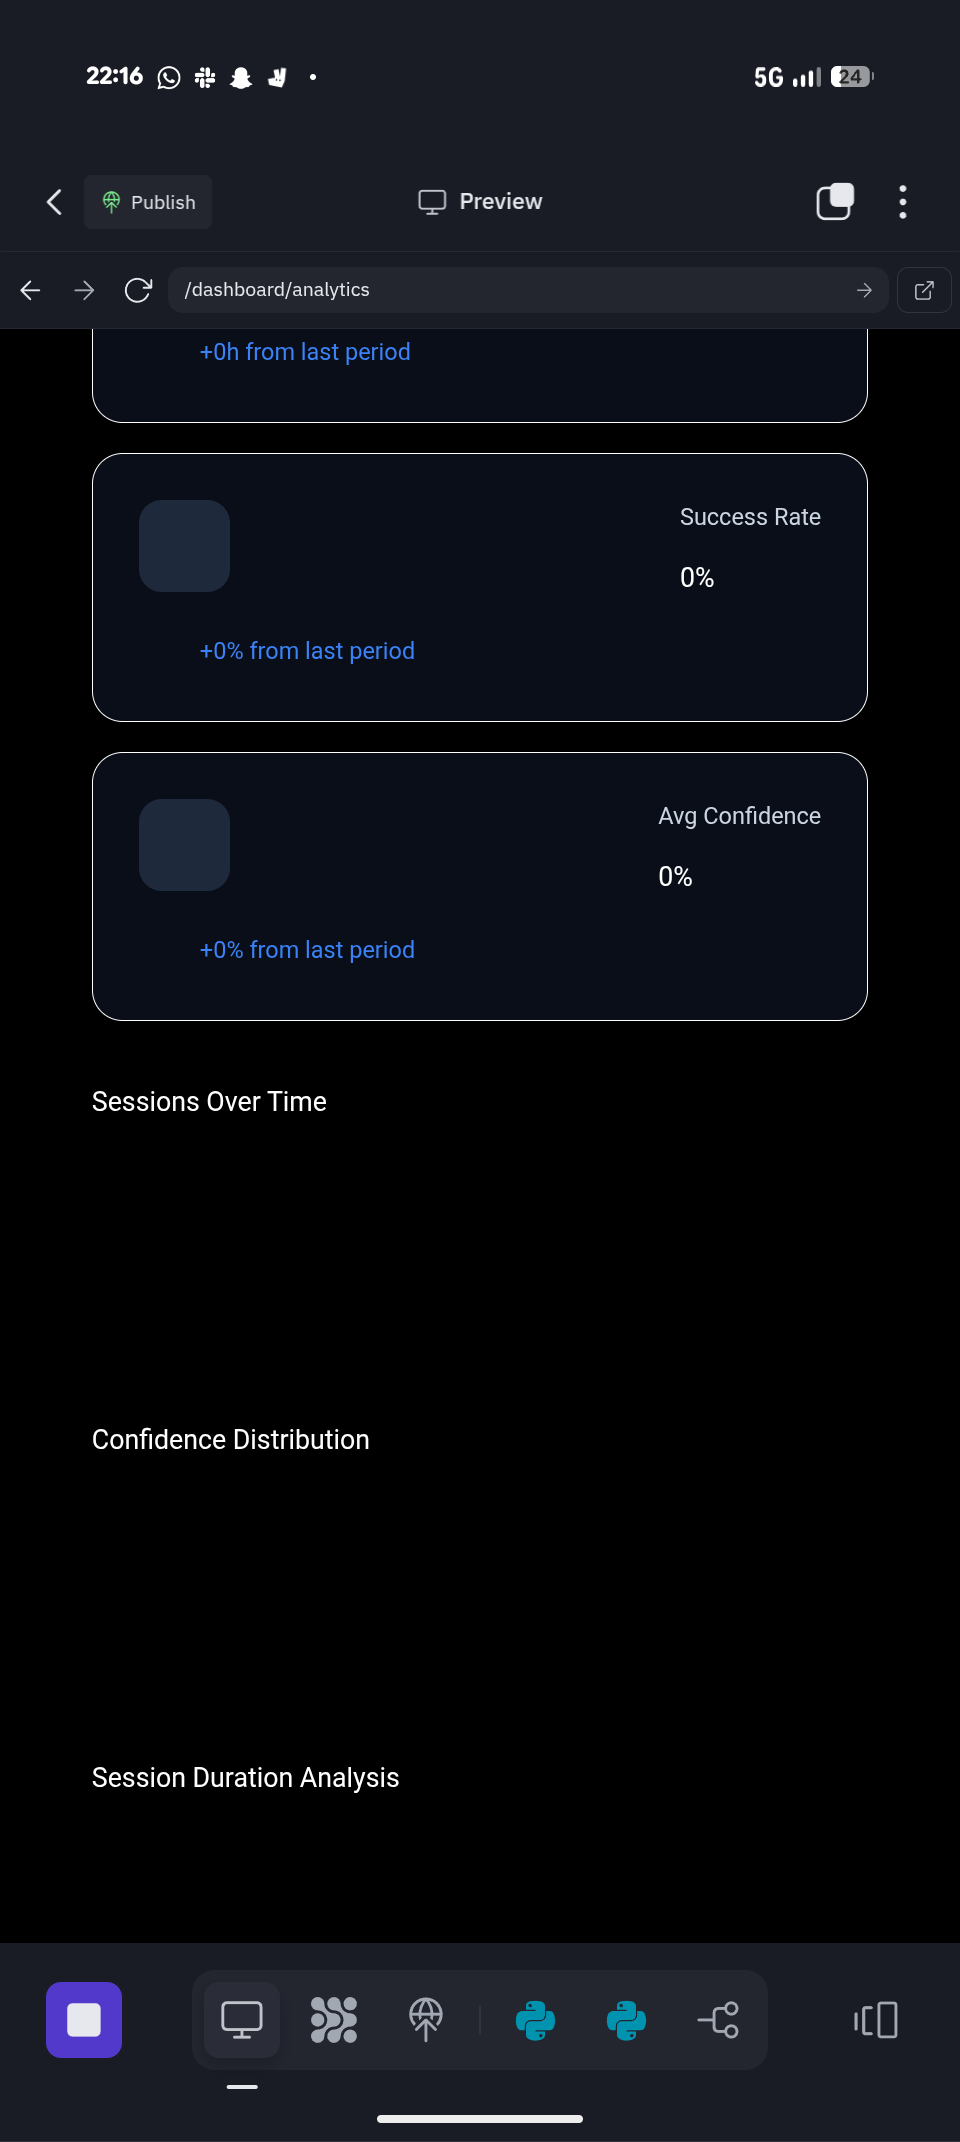 22:16
5G
24
Publish
Preview
/dashboard/analytics
+0h from last period
Success Rate
0%
+0% from last period
Avg Confidence
0%
+0% from last period
Sessions Over Time
Confidence Distribution
Session Duration Analysis